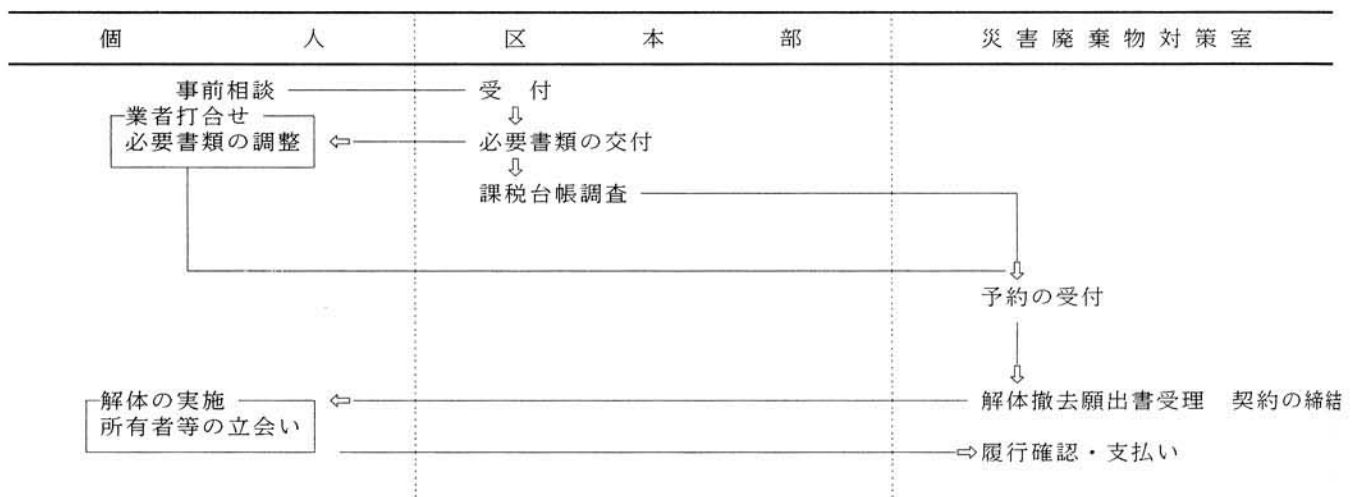 個人 区本部 災害廃棄物対策室
事前相談 受付
業者打合せ
必要書類の調整 ⇦ 必要書類の交付
課税台帳調査
予約の受付
解体の実施 ⇦ 解体撤去願出書受理 契約の締結
所有者等の立会い
⇨履行確認・支払い